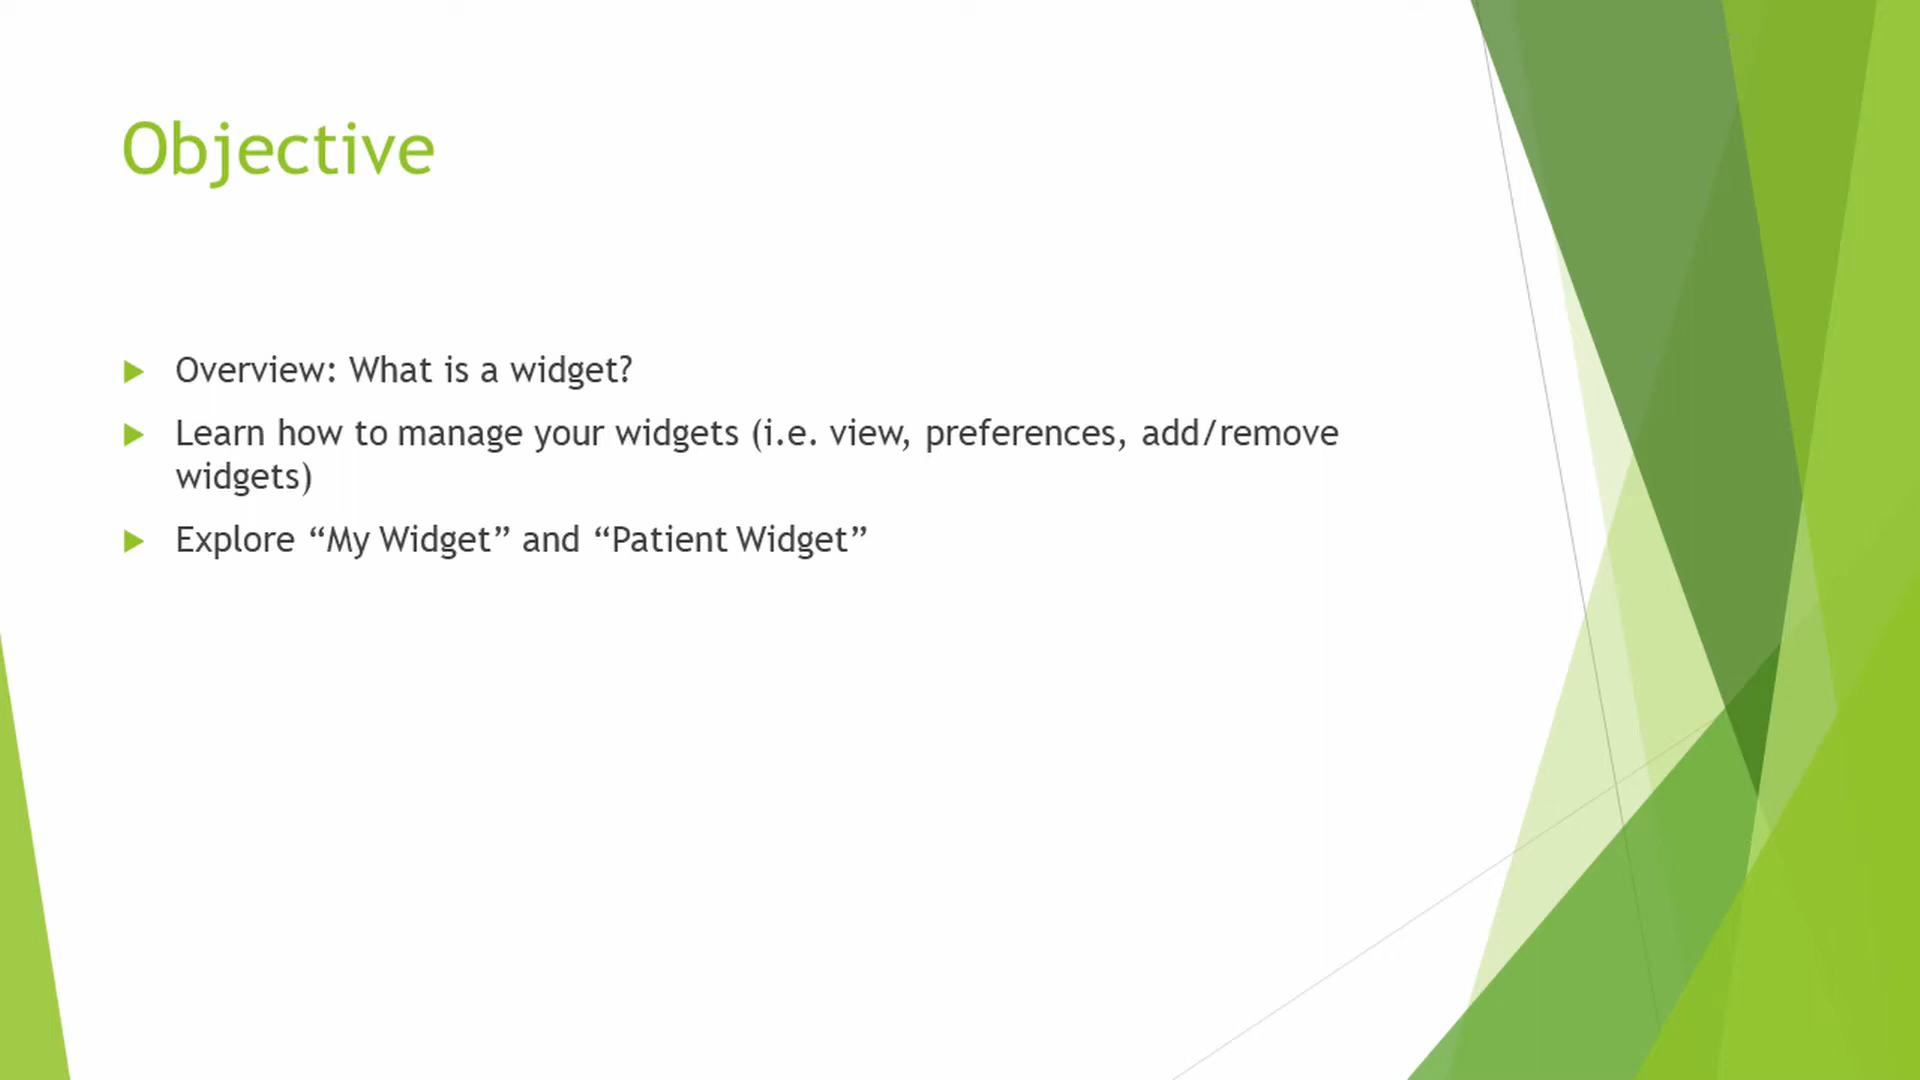 Objective
Overview: What is a widget?
Learn how to manage your widgets (i.e. view, preferences, add/remove
widgets)
Explore “My Widget” and “Patient Widget”